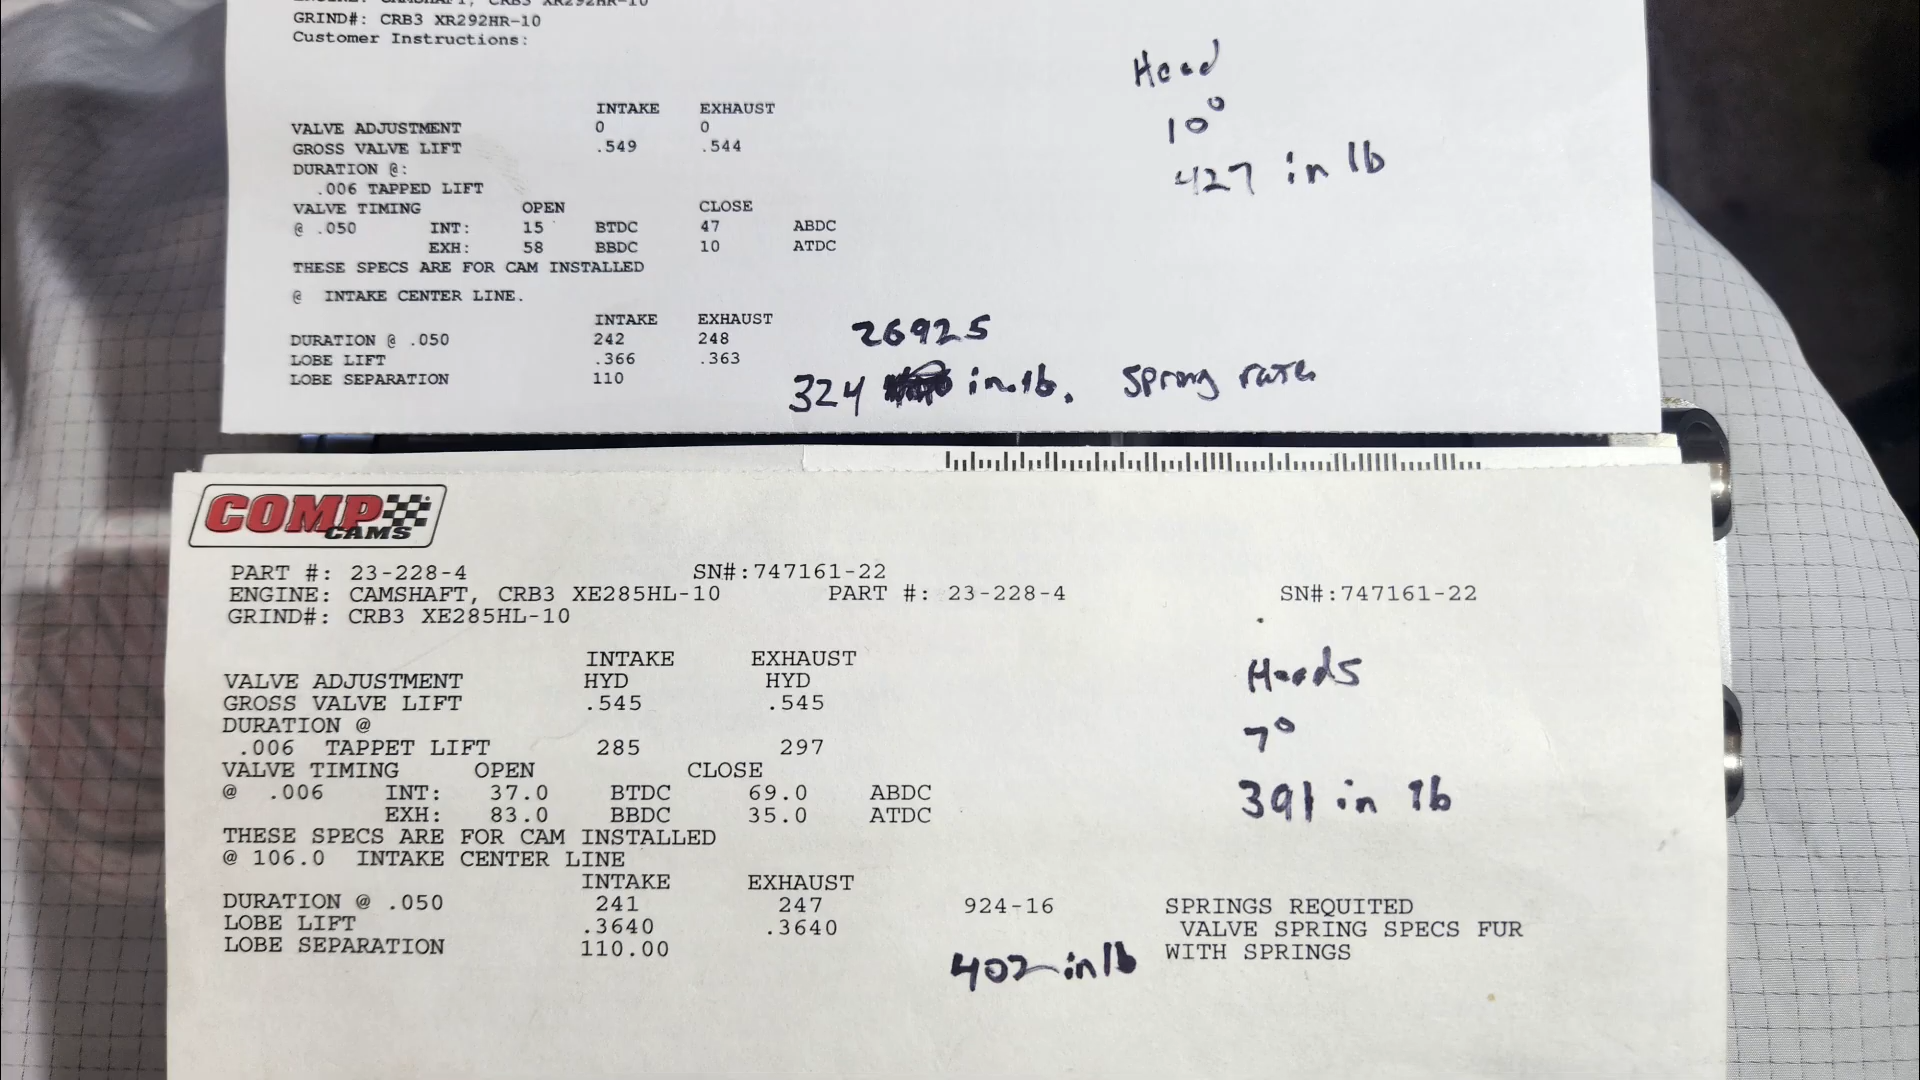 ENGINE: CAMSHAFT, CRB3 XR292HR-10
GRIND#: CRB3 XR292HR-10
Customer Instructions:
Head
10°
427 in lb
INTAKE EXHAUST
VALVE ADJUSTMENT 0 0
GROSS VALVE LIFT .549 .544
DURATION @:
.006 TAPPED LIFT
VALVE TIMING OPEN CLOSE
@ .050 INT: 15 BTDC 47 ABDC
EXH: 58 BBDC 10 ATDC
THESE SPECS ARE FOR CAM INSTALLED
@ INTAKE CENTER LINE.
INTAKE EXHAUST
DURATION @ .050 242 248
LOBE LIFT .366 .363
LOBE SEPARATION 110
26925
324 in.lb. Spring rates
COMP CAMS
PART #: 23-228-4 SN#:747161-22
ENGINE: CAMSHAFT, CRB3 XE285HL-10 PART #: 23-228-4 SN#:747161-22
GRIND#: CRB3 XE285HL-10
INTAKE EXHAUST
VALVE ADJUSTMENT HYD HYD
GROSS VALVE LIFT .545 .545
DURATION @
.006 TAPPET LIFT 285 297
VALVE TIMING OPEN CLOSE
@ .006 INT: 37.0 BTDC 69.0 ABDC
EXH: 83.0 BBDC 35.0 ATDC
THESE SPECS ARE FOR CAM INSTALLED
@ 106.0 INTAKE CENTER LINE
Heads
7°
391 in lb
INTAKE EXHAUST
DURATION @ .050 241 247 924-16 SPRINGS REQUITED
LOBE LIFT .3640 .3640 VALVE SPRING SPECS FUR
LOBE SEPARATION 110.00 WITH SPRINGS
402 in lb